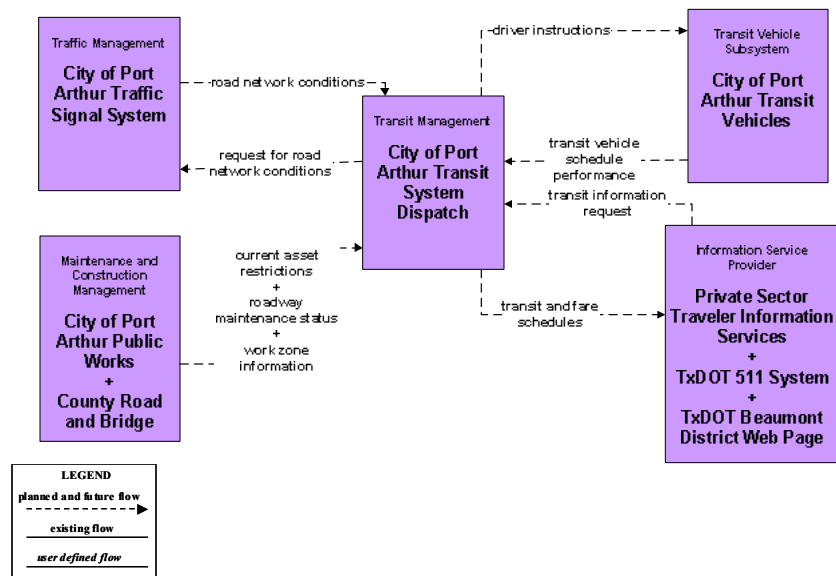 Traffic Management
City of Port
Arthur Traffic
Signal System
road network conditions
request for road
network conditions
Transit Management
City of Port
Arthur Transit
System
Dispatch
driver instructions
Transit Vehicle
Subsystem
City of Port
Arthur Transit
Vehicles
transit vehicle
schedule
performance
transit information
request
Maintenance and
Construction
Management
City of Port
Arthur Public
Works
+
County Road
and Bridge
current asset
restrictions
+
roadway
maintenance status
+
work zone
information
transit and fare
schedules
Information Service
Provider
Private Sector
Traveler Information
Services
+
TxDOT 511 System
+
TxDOT Beaumont
District Web Page
LEGEND
planned and future flow
existing flow
user defined flow